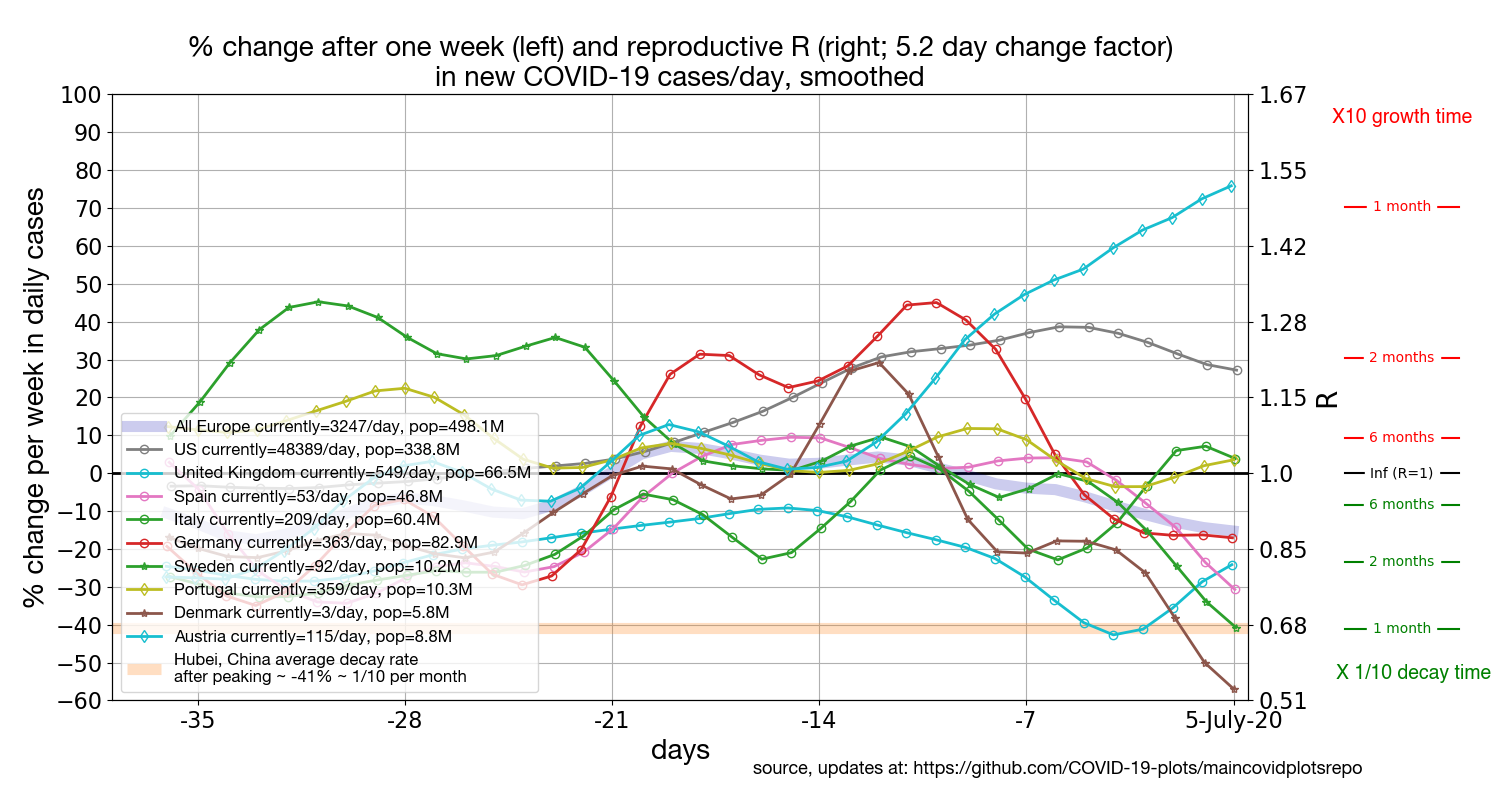 % change after one week (left) and reproductive R (right; 5.2 day change factor)
in new COVID-19 cases/day, smoothed
% change per week in daily cases
100
90
80
70
60
50
40
30
20
10
0
−10
−20
−30
−40
−50
−60
All Europe currently=3247/day, pop=498.1M
US currently=48389/day, pop=338.8M
United Kingdom currently=549/day, pop=66.5M
Spain currently=53/day, pop=46.8M
Italy currently=209/day, pop=60.4M
Germany currently=363/day, pop=82.9M
Sweden currently=92/day, pop=10.2M
Portugal currently=359/day, pop=10.3M
Denmark currently=3/day, pop=5.8M
Austria currently=115/day, pop=8.8M
Hubei, China average decay rate
after peaking ~ -41% ~ 1/10 per month
-35
-28
-21
-14
-7
5-July-20
days
1.67
1.55
1.42
1.28
1.15
1.0
0.85
0.68
0.51
R
X10 growth time
1 month
2 months
6 months
Inf (R=1)
6 months
2 months
1 month
X 1/10 decay time
source, updates at: https://github.com/COVID-19-plots/maincovidplotsrepo